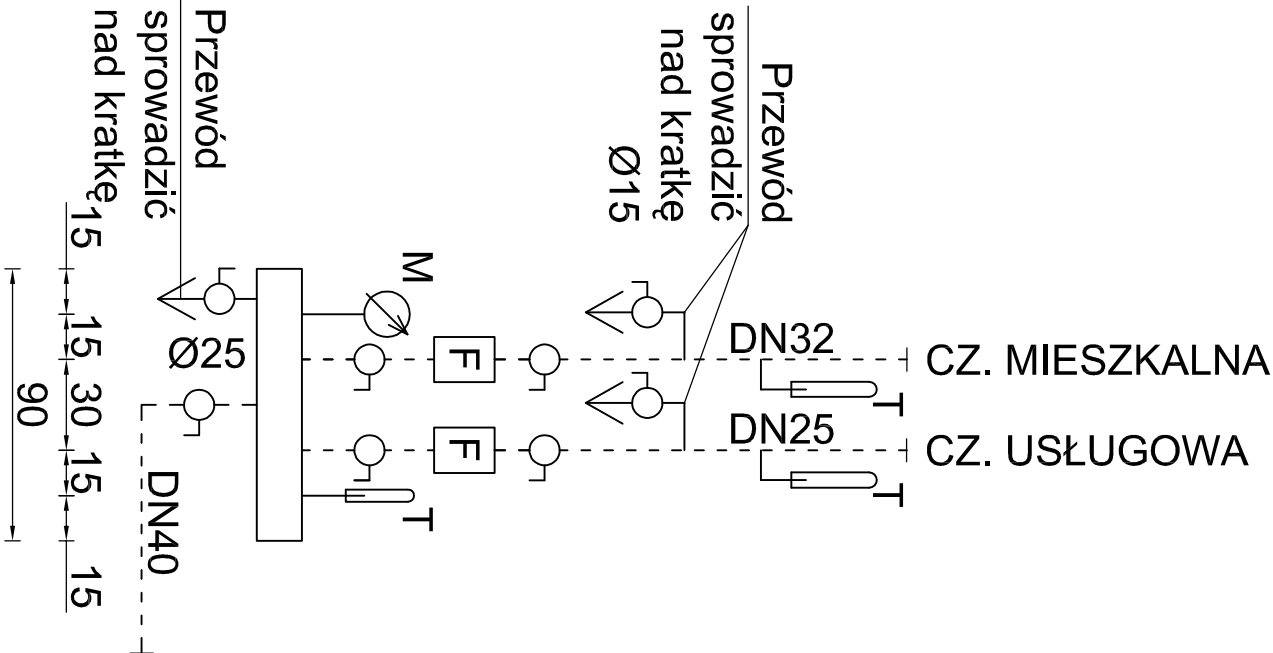 Przewód
sprowadzić
nad kratkę
Przewód
sprowadzić
nad kratkę
Ø15
M
Ø25
F
F
DN32
DN25
CZ. MIESZKALNA
CZ. USŁUGOWA
T
T
T
DN40
15
15
30
15
15
90